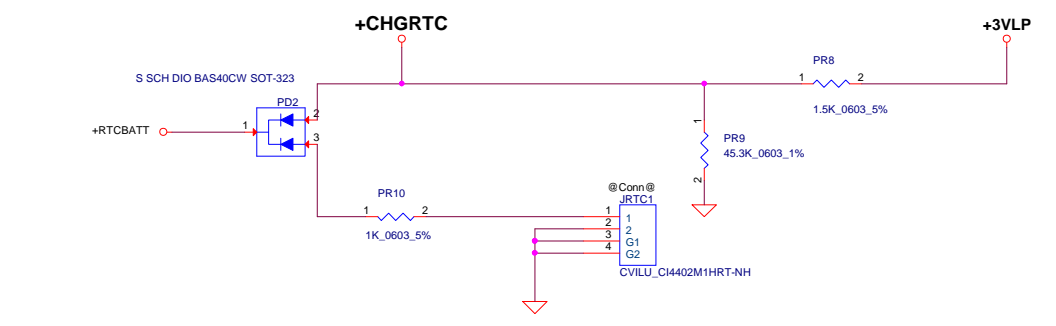 +CHGRTC
+3VLP
PR8
1
2
1.5K_0603_5%
S SCH DIO BAS40CW SOT-323
PD2
2
+RTCBATT
1
3
1
PR9
45.3K_0603_1%
2
PR10
1
2
1K_0603_5%
@Conn@
JRTC1
1
1
2
2
3
G1
4
G2
CVILU_CI4402M1HRT-NH